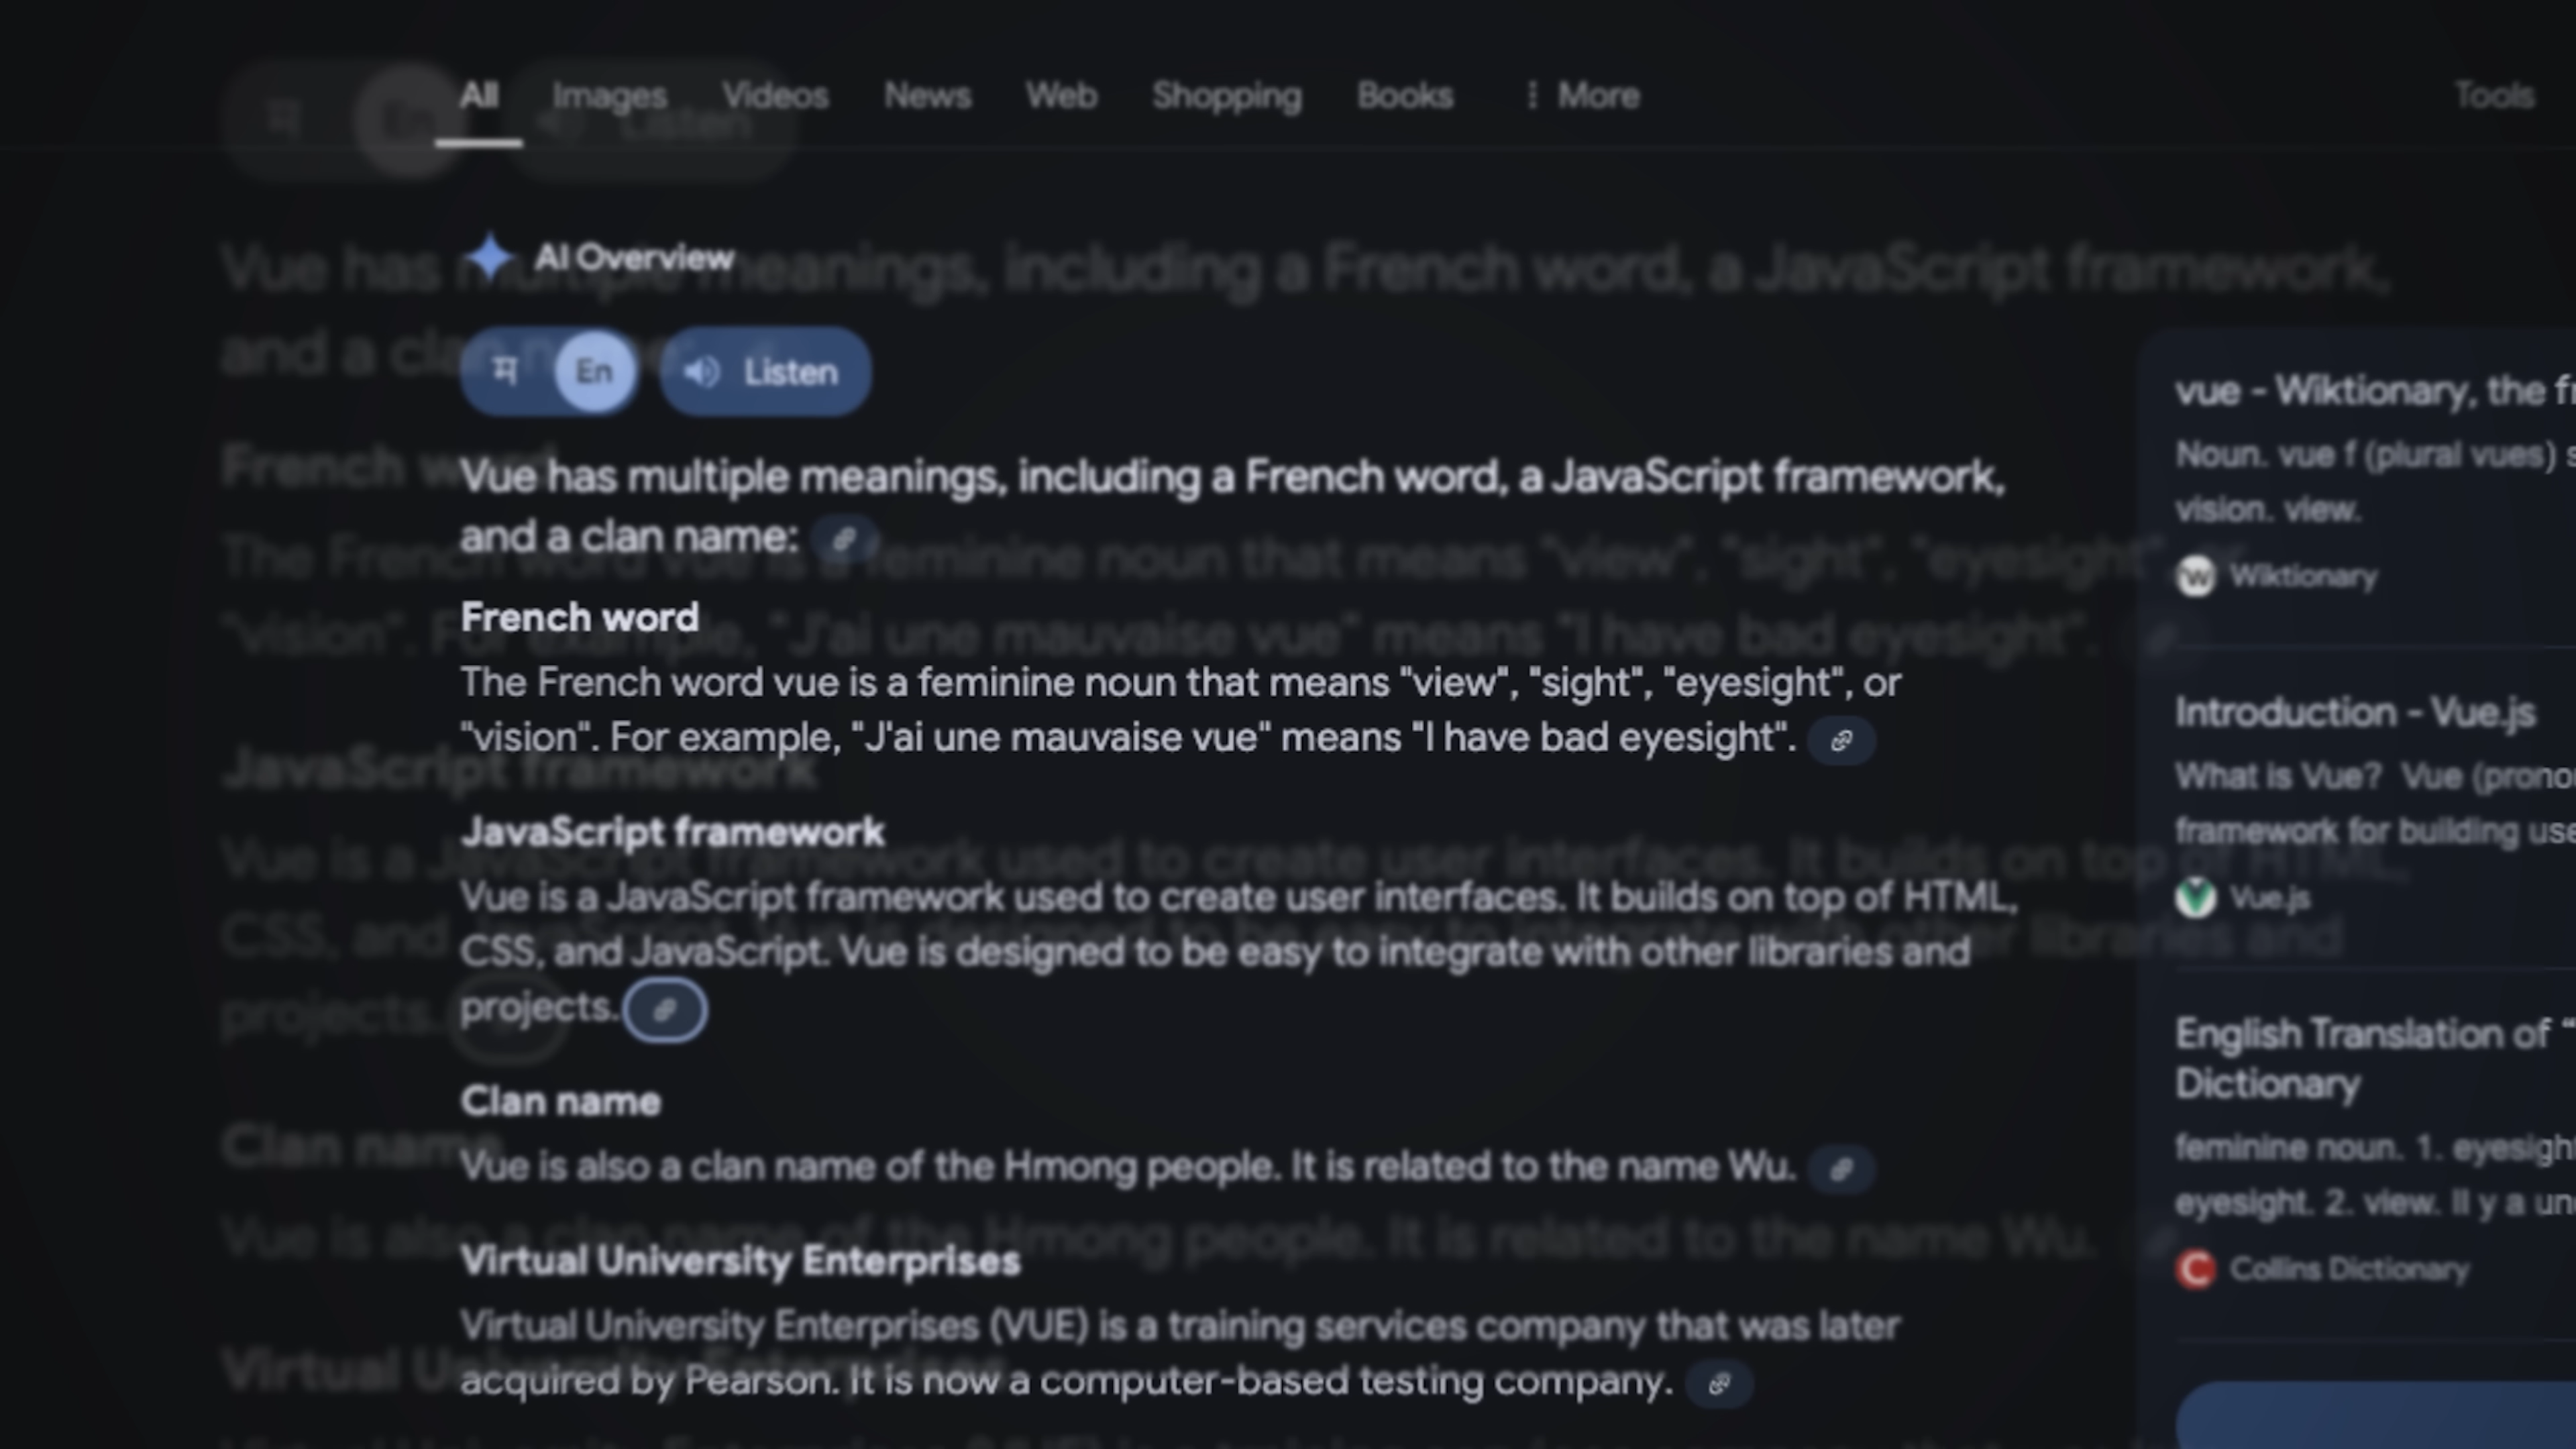 All Images Videos News Web Shopping Books More Tools
AI Overview
म En Listen
Vue has multiple meanings, including a French word, a JavaScript framework,
and a clan name:
French word
The French word vue is a feminine noun that means "view", "sight", "eyesight", or
"vision". For example, "J'ai une mauvaise vue" means "I have bad eyesight".
JavaScript framework
Vue is a JavaScript framework used to create user interfaces. It builds on top of HTML,
CSS, and JavaScript. Vue is designed to be easy to integrate with other libraries and
projects.
Clan name
Vue is also a clan name of the Hmong people. It is related to the name Wu.
Virtual University Enterprises
Virtual University Enterprises (VUE) is a training services company that was later
acquired by Pearson. It is now a computer-based testing company.
vue - Wiktionary, the
Noun. vue f (plural vues)
vision. view.
Wiktionary
Introduction - Vue.js
What is Vue? Vue
framework for building
Vue.js
English Translation of “
Dictionary
feminine noun. 1.
eyesight. 2. view. Il y a
Collins Dictionary